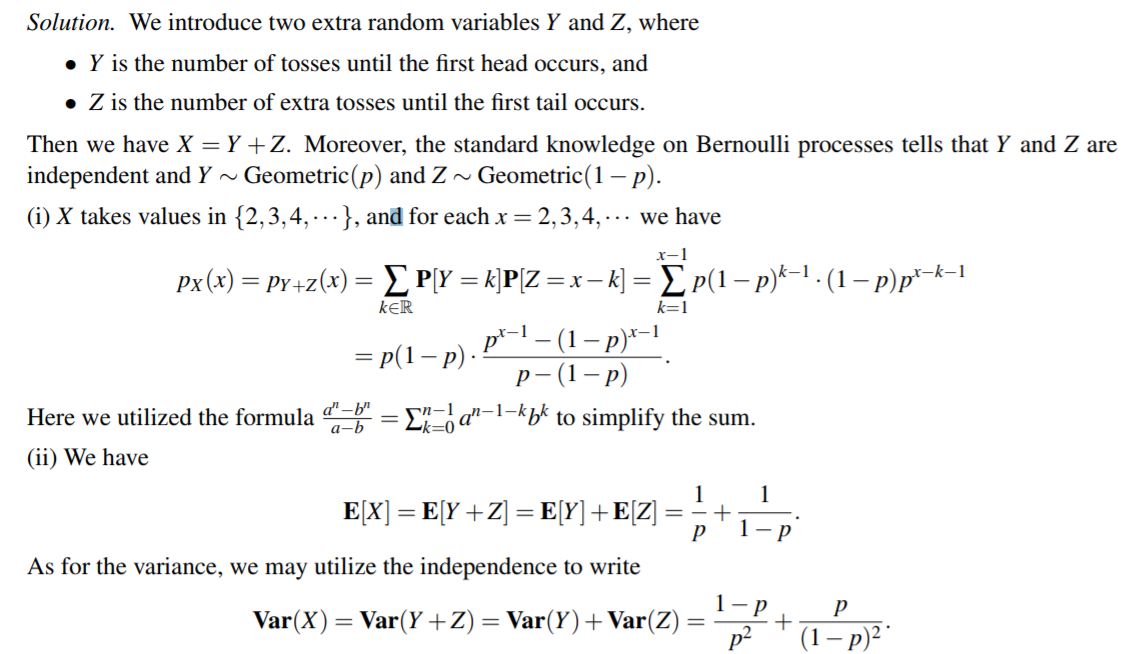 Solution. We introduce two extra random variables Y and Z, where
• Y is the number of tosses until the first head occurs, and
• Z is the number of extra tosses until the first tail occurs.
Then we have X = Y + Z. Moreover, the standard knowledge on Bernoulli processes tells that Y and Z are
independent and Y ∼ Geometric(p) and Z ∼ Geometric(1 − p).
(i) X takes values in {2,3,4,⋯}, and for each x = 2,3,4,⋯ we have
p_X(x) = p_{Y+Z}(x) = ∑_{k∈ℝ} P[Y = k]P[Z = x − k] = ∑_{k=1}^{x−1} p(1 − p)^{k−1} · (1 − p)p^{x−k−1}
= p(1 − p) · \frac{p^{x−1} − (1 − p)^{x−1}}{p − (1 − p)}.
Here we utilized the formula \frac{a^n − b^n}{a − b} = ∑_{k=0}^{n−1} a^{n−1−k}b^k to simplify the sum.
(ii) We have
E[X] = E[Y + Z] = E[Y] + E[Z] = \frac{1}{p} + \frac{1}{1 − p}.
As for the variance, we may utilize the independence to write
Var(X) = Var(Y + Z) = Var(Y) + Var(Z) = \frac{1 − p}{p^2} + \frac{p}{(1 − p)^2}.